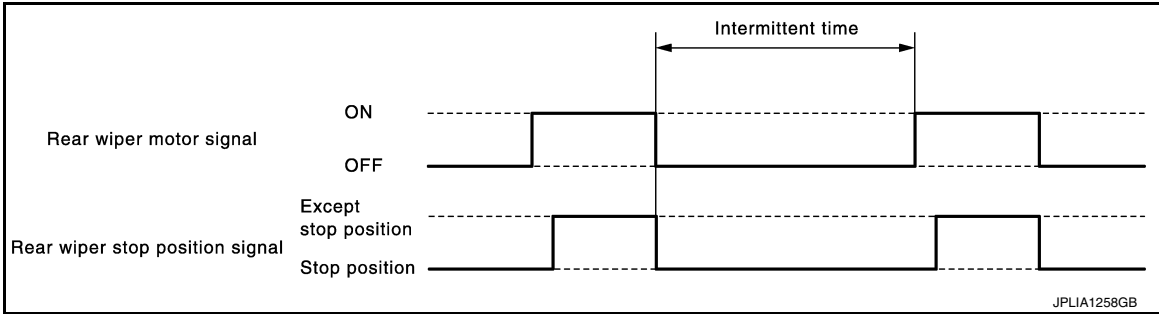 Intermittent time
ON
Rear wiper motor signal
OFF
Except
stop position
Rear wiper stop position signal
Stop position
JPLIA1258GB